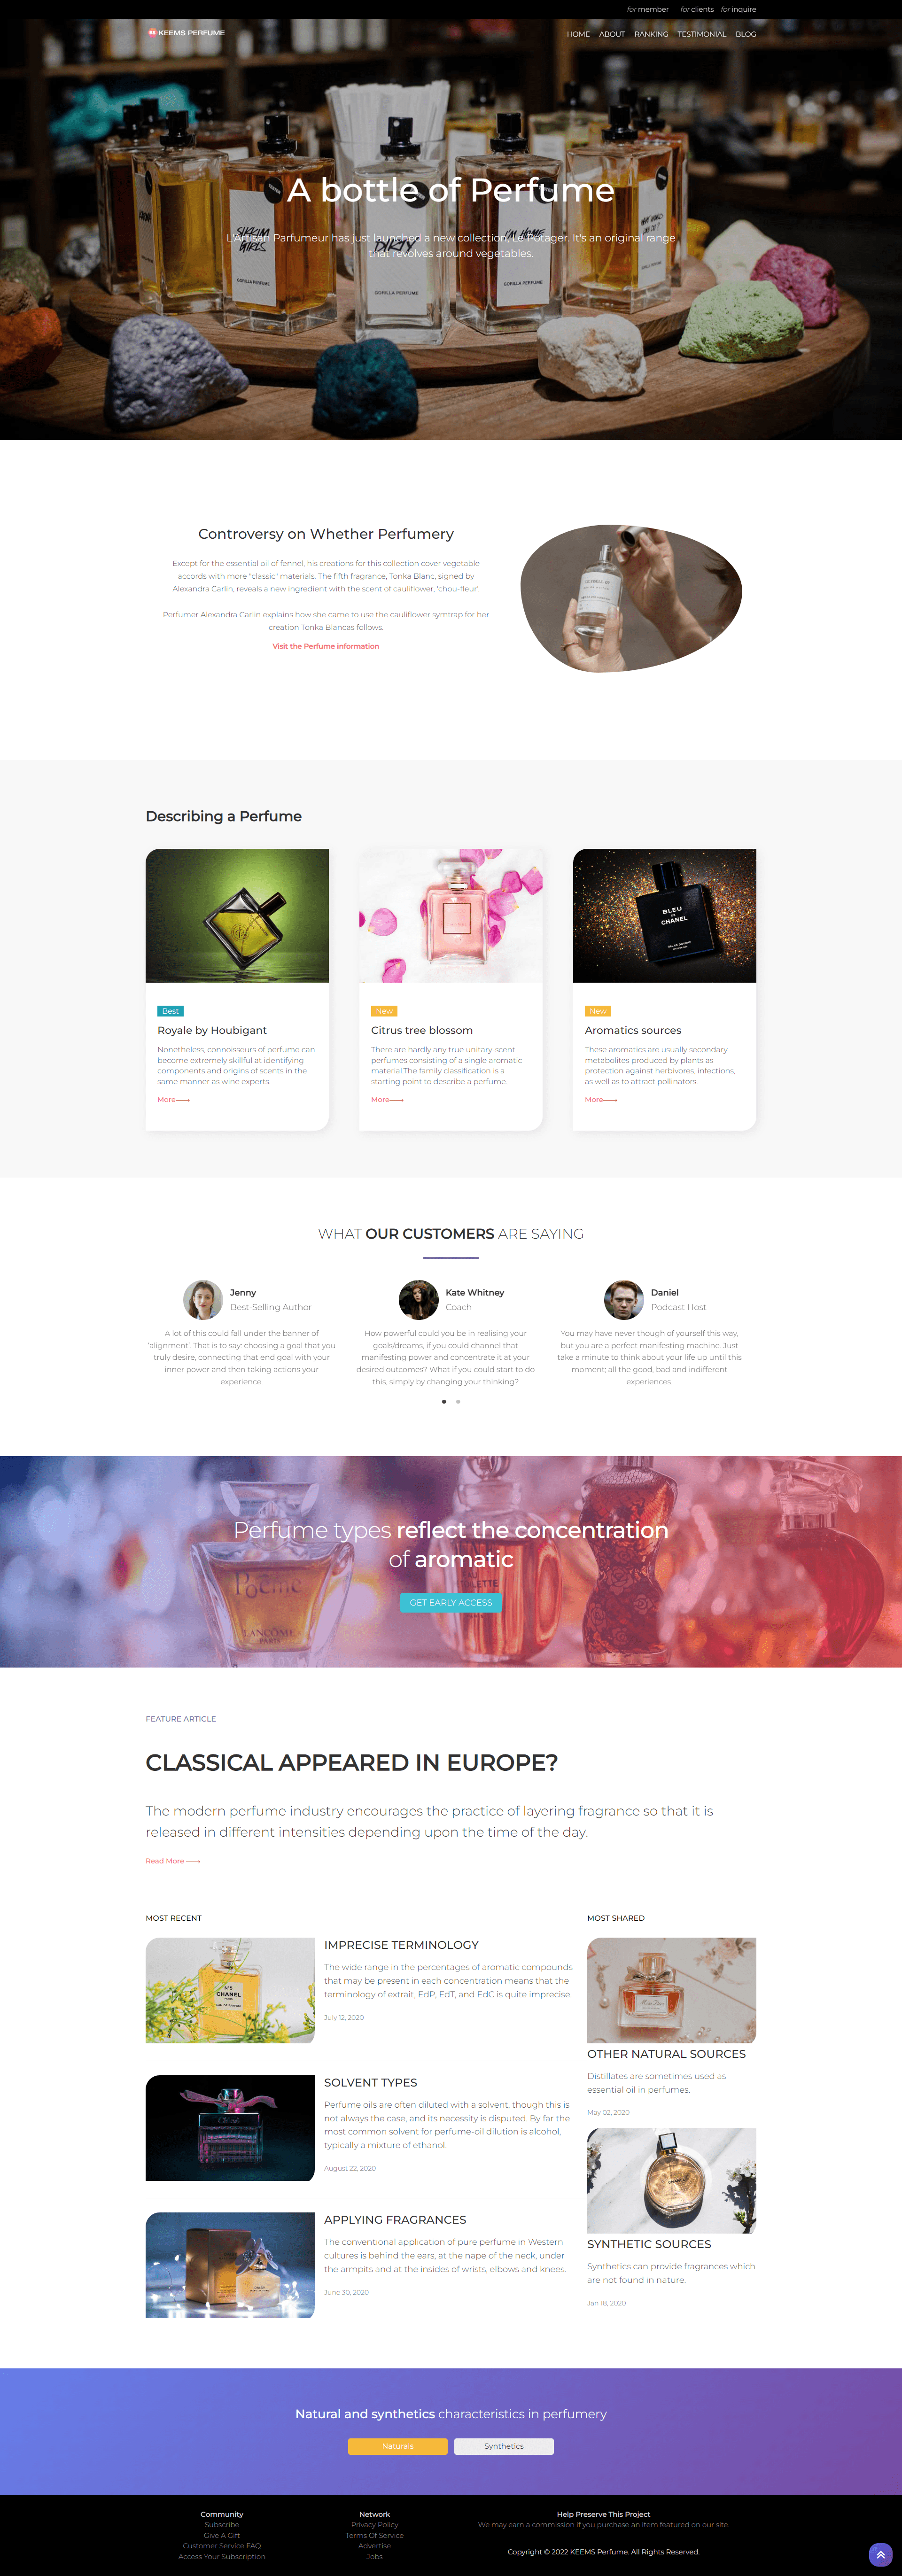 for member for clients for inquire
KEEMS PERFUME
HOME ABOUT RANKING TESTIMONIAL BLOG
A bottle of Perfume
L'Artisan Parfumeur has just launched a new collection, Le Potager. It's an original range
that revolves around vegetables.
DIRTY
I'M HOME
GORILLA PERFUME
GORILLA PERFUME
GORILLA PERFUME
Controversy on Whether Perfumery
Except for the essential oil of fennel, his creations for this collection cover vegetable
accords with more "classic" materials. The fifth fragrance, Tonka Blanc, signed by
Alexandra Carlin, reveals a new ingredient with the scent of cauliflower, 'chou-fleur'.
Perfumer Alexandra Carlin explains how she came to use the cauliflower symtrap for her
creation Tonka Blancas follows.
Visit the Perfume information
Describing a Perfume
BLEU
DE
CHANEL
Best
Royale by Houbigant
Nonetheless, connoisseurs of perfume can
become extremely skillful at identifying
components and origins of scents in the
same manner as wine experts.
More
New
Citrus tree blossom
There are hardly any true unitary-scent
perfumes consisting of a single aromatic
material.The family classification is a
starting point to describe a perfume.
More
New
Aromatics sources
These aromatics are usually secondary
metabolites produced by plants as
protection against herbivores, infections,
as well as to attract pollinators.
More
WHAT OUR CUSTOMERS ARE SAYING
Jenny
Best-Selling Author
A lot of this could fall under the banner of
'alignment'. That is to say: choosing a goal that you
truly desire, connecting that end goal with your
inner power and then taking actions your
experience.
Kate Whitney
Coach
How powerful could you be in realising your
goals/dreams, if you could channel that
manifesting power and concentrate it at your
desired outcomes? What if you could start to do
this, simply by changing your thinking?
Daniel
Podcast Host
You may have never though of yourself this way,
but you are a perfect manifesting machine. Just
take a minute to think about your life up until this
moment; all the good, bad and indifferent
experiences.
Perfume types reflect the concentration
of aromatic
GET EARLY ACCESS
Poême
LANCÔME
PARIS
FEATURE ARTICLE
CLASSICAL APPEARED IN EUROPE?
The modern perfume industry encourages the practice of layering fragrance so that it is
released in different intensities depending upon the time of the day.
Read More
MOST RECENT
N°5
CHANEL
IMPRECISE TERMINOLOGY
The wide range in the percentages of aromatic compounds
that may be present in each concentration means that the
terminology of extrait, EdP, EdT, and EdC is quite imprecise.
July 12, 2020
SOLVENT TYPES
Perfume oils are often diluted with a solvent, though this is
not always the case, and its necessity is disputed. By far the
most common solvent for perfume-oil dilution is alcohol,
typically a mixture of ethanol.
August 22, 2020
APPLYING FRAGRANCES
The conventional application of pure perfume in Western
cultures is behind the ears, at the nape of the neck, under
the armpits and at the insides of wrists, elbows and knees.
June 30, 2020
MOST SHARED
OTHER NATURAL SOURCES
Distillates are sometimes used as
essential oil in perfumes.
May 02, 2020
SYNTHETIC SOURCES
Synthetics can provide fragrances which
are not found in nature.
Jan 18, 2020
Natural and synthetics characteristics in perfumery
Naturals
Synthetics
Community
Subscribe
Give A Gift
Customer Service FAQ
Access Your Subscription
Network
Privacy Policy
Terms Of Service
Advertise
Jobs
Help Preserve This Project
We may earn a commission if you purchase an item featured on our site.
Copyright © 2022 KEEMS Perfume. All Rights Reserved.